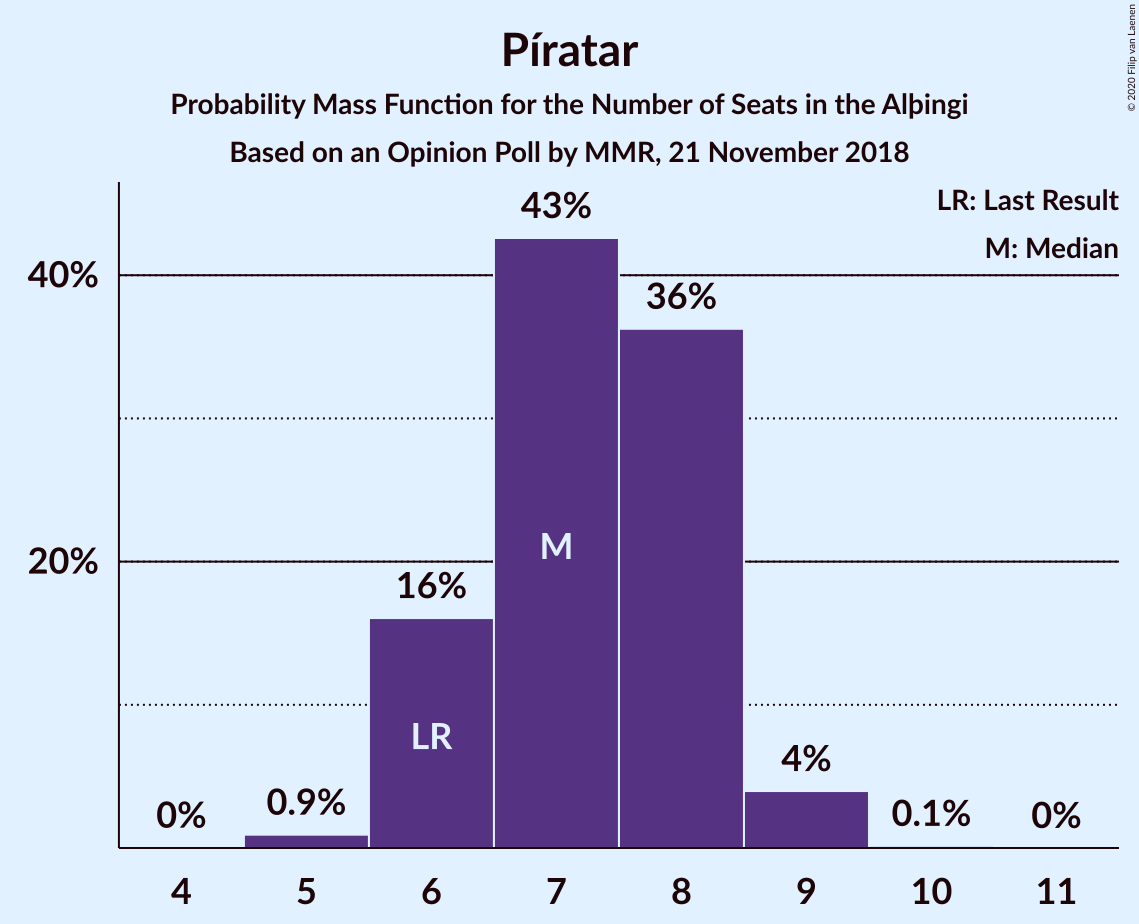 Píratar
Probability Mass Function for the Number of Seats in the Alþingi
Based on an Opinion Poll by MMR, 21 November 2018
© 2020 Filip van Laenen
LR: Last Result
M: Median
43%
40%
36%
M
20%
16%
LR
4%
0%
0.9%
0.1%
0%
4 5 6 7 8 9 10 11